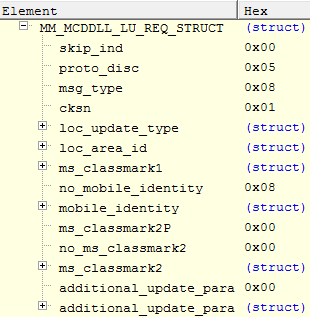 Element Hex
MM_MCDDLL_LU_REQ_STRUCT (struct)
skip_ind 0x00
proto_disc 0x05
msg_type 0x08
cksn 0x01
loc_update_type (struct)
loc_area_id (struct)
ms_classmark1 (struct)
no_mobile_identity 0x08
mobile_identity (struct)
ms_classmark2P 0x00
no_ms_classmark2 0x00
ms_classmark2 (struct)
additional_update_para 0x00
additional_update_para (struct)